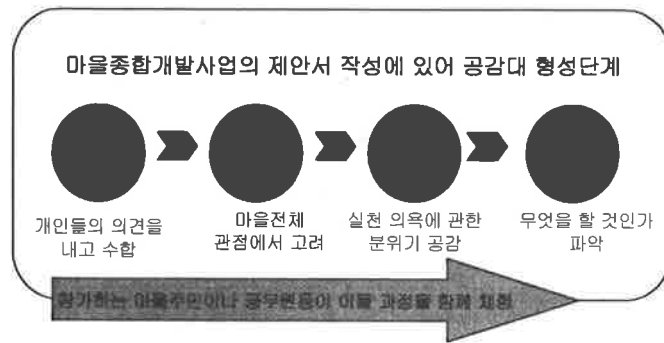 마을종합개발사업의 제안서 작성에 있어 공감대 형성단계
개인들의 의견을
내고 수합
마을전체
관점에서 고려
실천 의욕에 관한
분위기 공감
무엇을 할 것인가
파악
참가하는 마을주민이나 공무원등이 이들 과정을 함께 체험